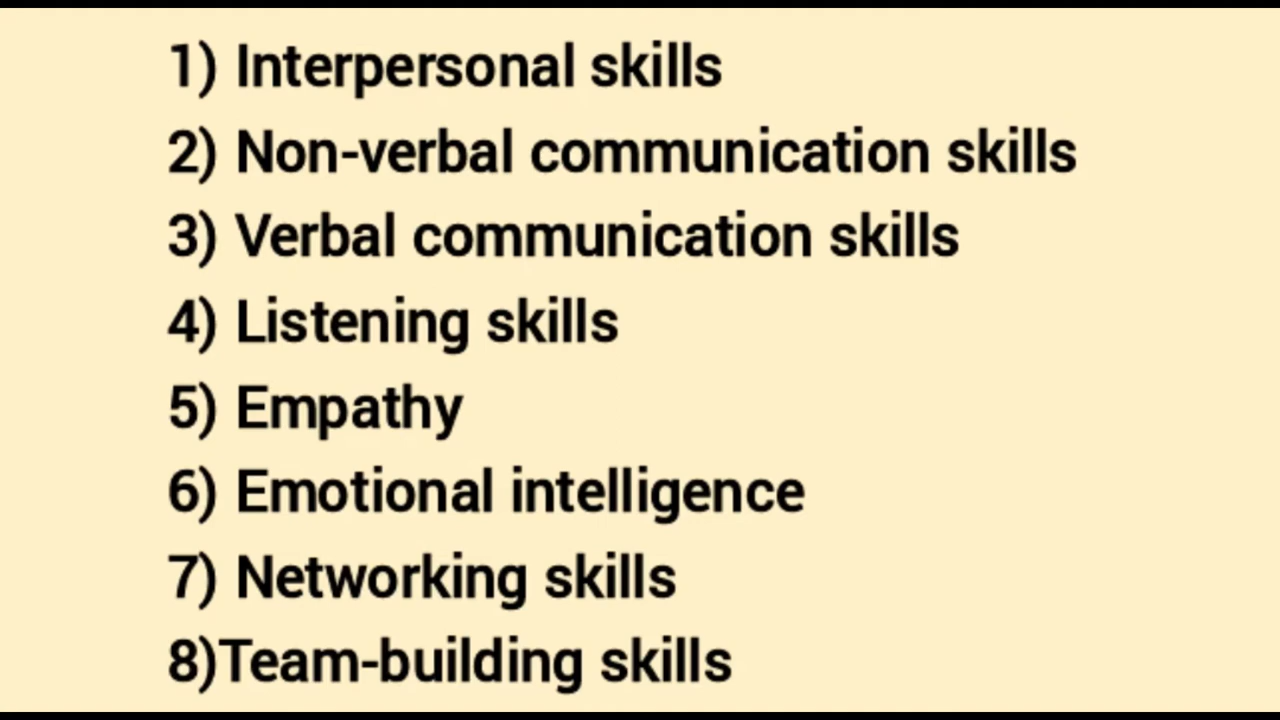 1) Interpersonal skills
2) Non-verbal communication skills
3) Verbal communication skills
4) Listening skills
5) Empathy
6) Emotional intelligence
7) Networking skills
8)Team-building skills